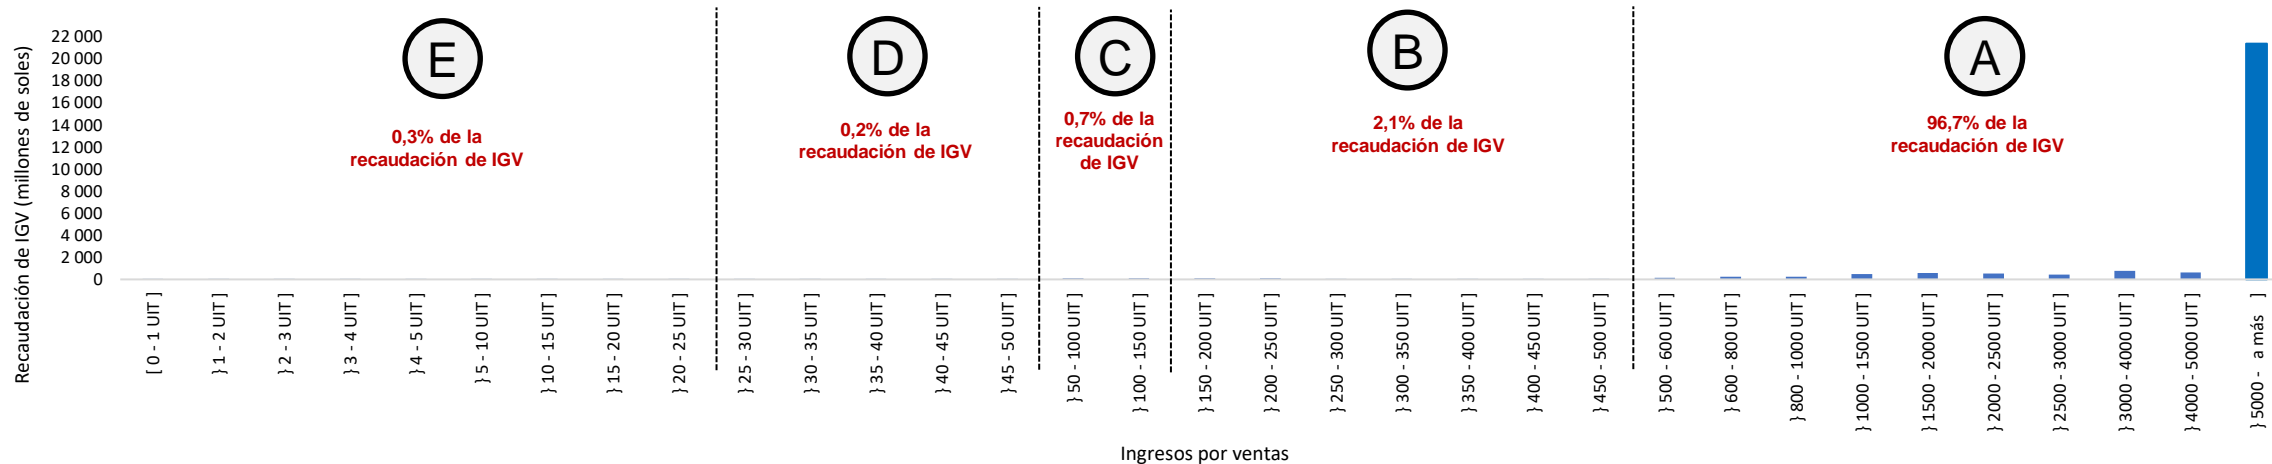 Recaudación de IGV (millones de soles)
22 000
20 000
18 000
16 000
14 000
12 000
10 000
8 000
6 000
4 000
2 000
0
E
0,3% de la
recaudación de IGV
D
0,2% de la
recaudación de IGV
C
0,7% de la
recaudación
de IGV
B
2,1% de la
recaudación de IGV
A
96,7% de la
recaudación de IGV
[ 0 - 1 UIT ]
} 1 - 2 UIT ]
} 2 - 3 UIT ]
} 3 - 4 UIT ]
} 4 - 5 UIT ]
} 5 - 10 UIT ]
} 10 - 15 UIT ]
} 15 - 20 UIT ]
} 20 - 25 UIT ]
} 25 - 30 UIT ]
} 30 - 35 UIT ]
} 35 - 40 UIT ]
} 40 - 45 UIT ]
} 45 - 50 UIT ]
} 50 - 100 UIT ]
} 100 - 150 UIT ]
} 150 - 200 UIT ]
} 200 - 250 UIT ]
} 250 - 300 UIT ]
} 300 - 350 UIT ]
} 350 - 400 UIT ]
} 400 - 450 UIT ]
} 450 - 500 UIT ]
} 500 - 600 UIT ]
} 600 - 800 UIT ]
} 800 - 1000 UIT ]
} 1000 - 1500 UIT ]
} 1500 - 2000 UIT ]
} 2000 - 2500 UIT ]
} 2500 - 3000 UIT ]
} 3000 - 4000 UIT ]
} 4000 - 5000 UIT ]
} 5000 - a más ]
Ingresos por ventas